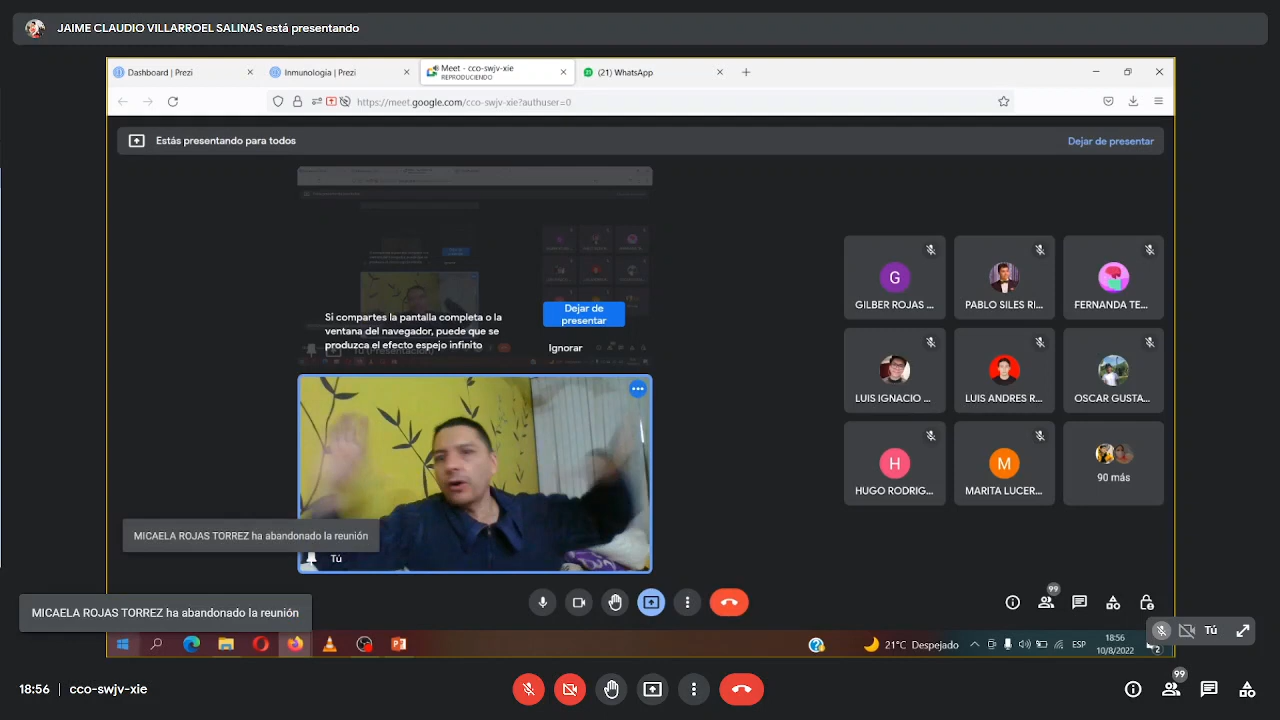 JAIME CLAUDIO VILLARROEL SALINAS está presentando
Dashboard | Prezi
Inmunologia | Prezi
Meet - cco-swjv-xie
REPRODUCIENDO
(21) WhatsApp
https://meet.google.com/cco-swjv-xie?authuser=0
Estás presentando para todos
Dejar de presentar
Si compartes la pantalla completa o la
ventana del navegador, puede que se
produzca el efecto espejo infinito
Dejar de
presentar
Ignorar
Tú (Presentación)
G
GILBER ROJAS ...
PABLO SILES RI...
FERNANDA TE...
LUIS IGNACIO ...
LUIS ANDRES R...
OSCAR GUSTA...
H
HUGO RODRIG...
M
MARITA LUCER...
90 más
MICAELA ROJAS TORREZ ha abandonado la reunión
Tú
99
MICAELA ROJAS TORREZ ha abandonado la reunión
Tú
21°C Despejado
ESP
18:56
10/8/2022
2
18:56 | cco-swjv-xie
99